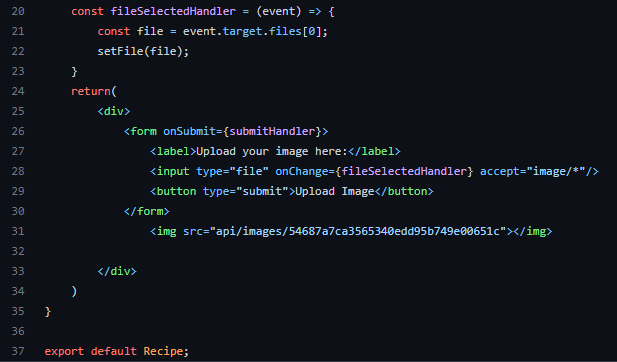 20 const fileSelectedHandler = (event) => {
21 const file = event.target.files[0];
22 setFile(file);
23 }
24 return(
25 <div>
26 <form onSubmit={submitHandler}>
27 <label>Upload your image here:</label>
28 <input type="file" onChange={fileSelectedHandler} accept="image/*"/>
29 <button type="submit">Upload Image</button>
30 </form>
31 <img src="api/images/54687a7ca3565340edd95b749e00651c"></img>
32
33 </div>
34 )
35 }
36
37 export default Recipe;